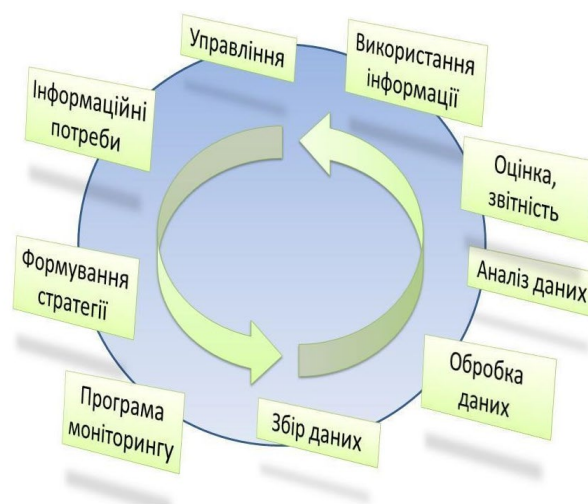 Управління
Використання
інформації
Інформаційні
потреби
Оцінка,
звітність
Формування
стратегії
Аналіз даних
Обробка
даних
Програма
моніторингу
Збір даних